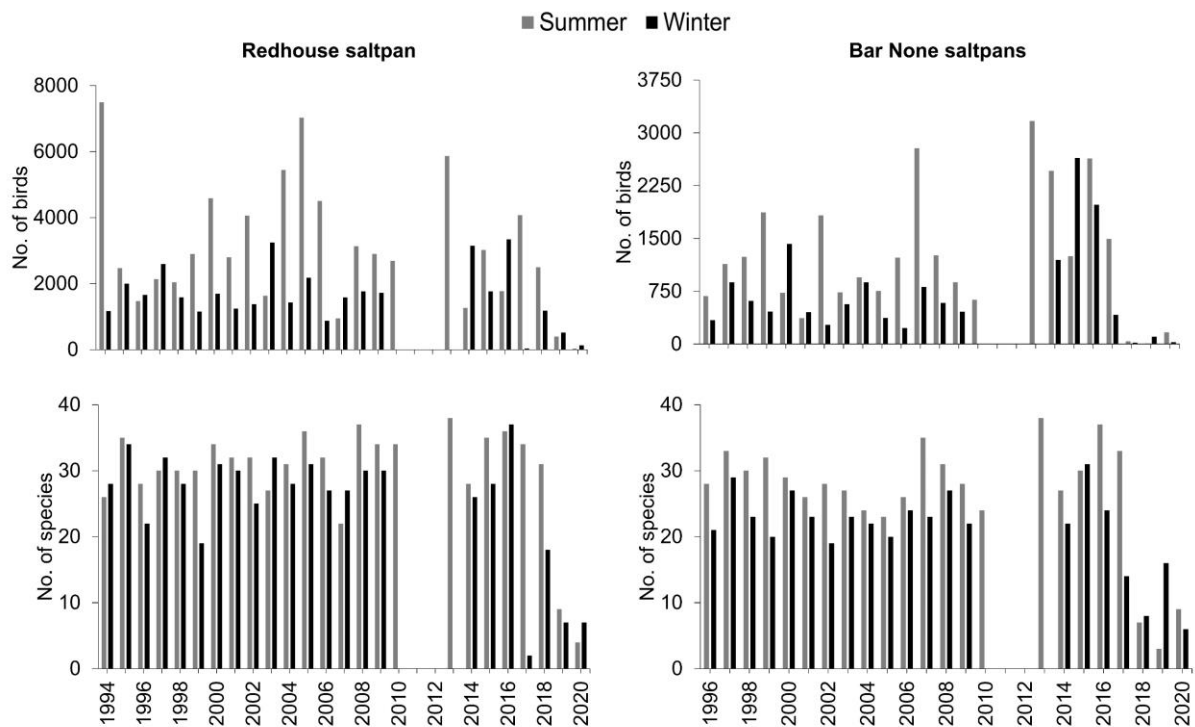 Summer Winter
Redhouse saltpan
Bar None saltpans
No. of birds
8000
6000
4000
2000
0
No. of birds
3750
3000
2250
1500
750
0
No. of species
40
30
20
10
0
1994 1996 1998 2000 2002 2004 2006 2008 2010 2012 2014 2016 2018 2020
No. of species
40
30
20
10
0
1996 1998 2000 2002 2004 2006 2008 2010 2012 2014 2016 2018 2020